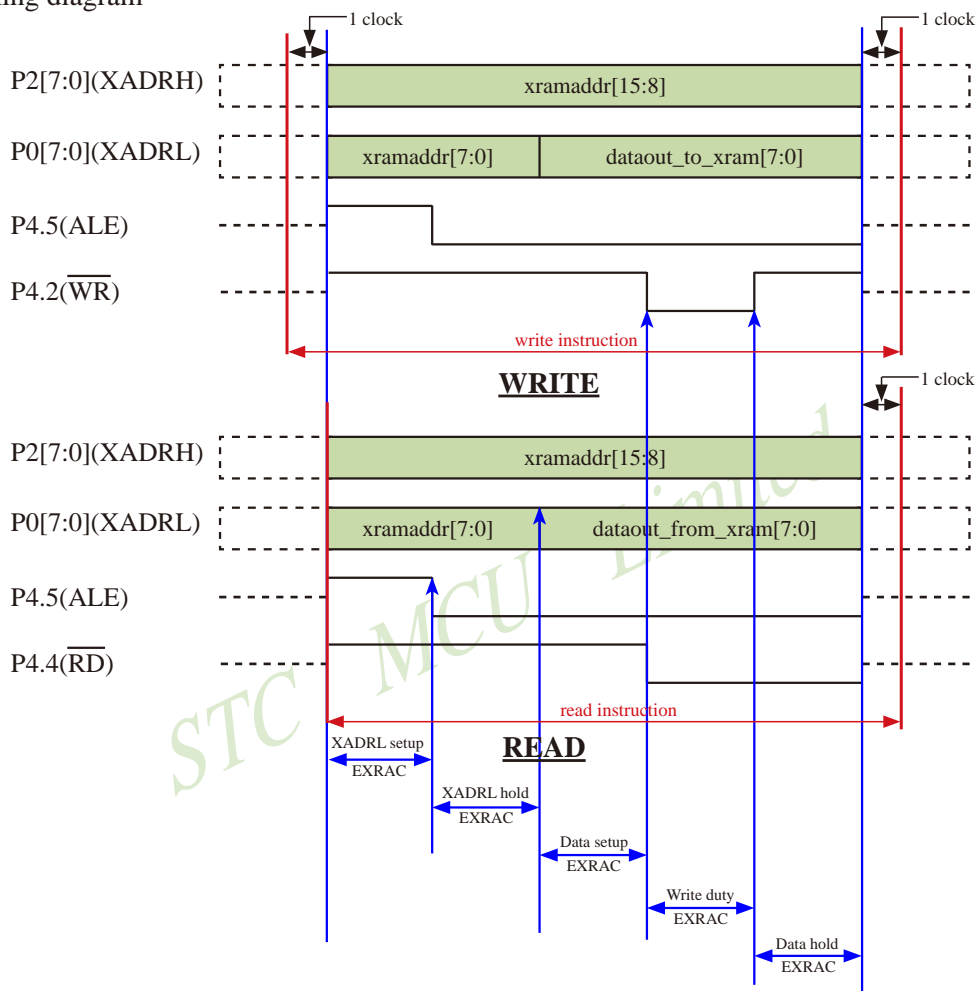 ing diagram
1 clock
1 clock
P2[7:0](XADRH)
xramaddr[15:8]
P0[7:0](XADRL)
xramaddr[7:0]
dataout_to_xram[7:0]
P4.5(ALE)
P4.2(WR)
write instruction
WRITE
1 clock
P2[7:0](XADRH)
xramaddr[15:8]
P0[7:0](XADRL)
xramaddr[7:0]
dataout_from_xram[7:0]
P4.5(ALE)
P4.4(RD)
STC MCU Limited
read instruction
READ
XADRL setup
EXRAC
XADRL hold
EXRAC
Data setup
EXRAC
Write duty
EXRAC
Data hold
EXRAC